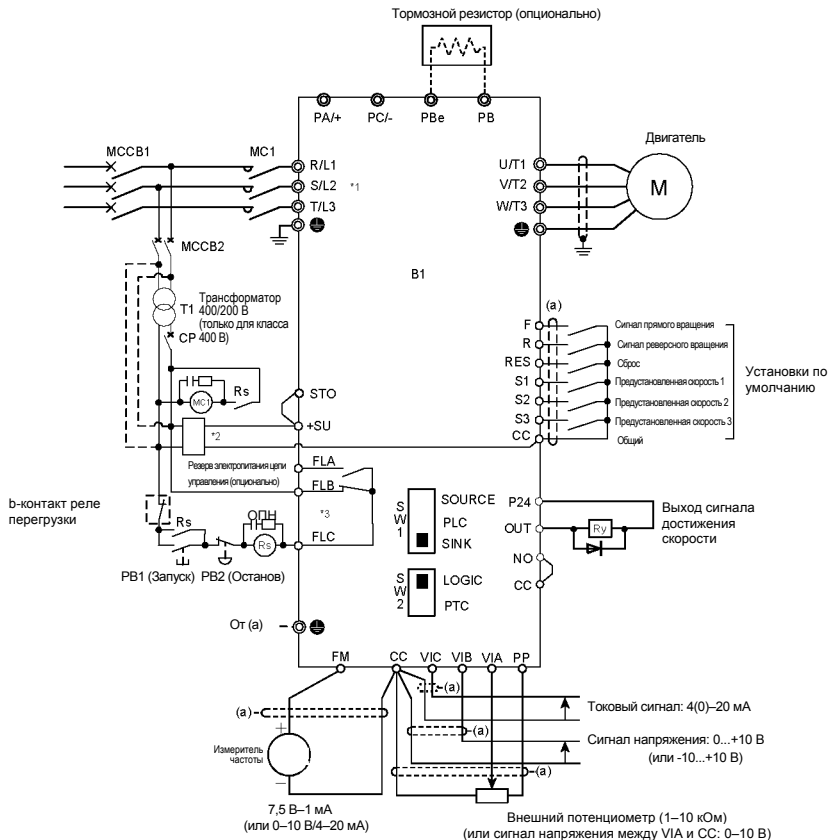 Тормозной резистор (опционально)
PA/+
PC/-
PBe
PB
MCCB1
MC1
R/L1
S/L2
*1
T/L3
U/T1
V/T2
W/T3
Двигатель
M
MCCB2
B1
T1
Трансформатор
400/200 В
(только для класса
400 В)
CP
(a)
F
Сигнал прямого вращения
R
Сигнал реверсного вращения
RES
Сброс
S1
Предустановленная скорость 1
S2
Предустановленная скорость 2
S3
Предустановленная скорость 3
CC
Общий
Установки по
умолчанию
MC1
Rs
STO
+SU
*2
Резерв электропитания цепи
управления (опционально)
FLA
FLB
*3
FLC
b-контакт реле
перегрузки
Rs
ОПН
Rs
PB1 (Запуск)
PB2 (Останов)
SW1
SOURCE
PLC
SINK
SW2
LOGIC
PTC
P24
OUT
NO
CC
Ry
Выход сигнала
достижения
скорости
От (a)
FM
CC
VIC
VIB
VIA
PP
(a)
(a)
(a)
(a)
+
Измеритель
частоты
−
7,5 В–1 мА
(или 0–10 В/4–20 мА)
Токовый сигнал: 4(0)–20 мА
Сигнал напряжения: 0...+10 В
(или -10...+10 В)
Внешний потенциометр (1–10 кОм)
(или сигнал напряжения между VIA и CC: 0–10 В)